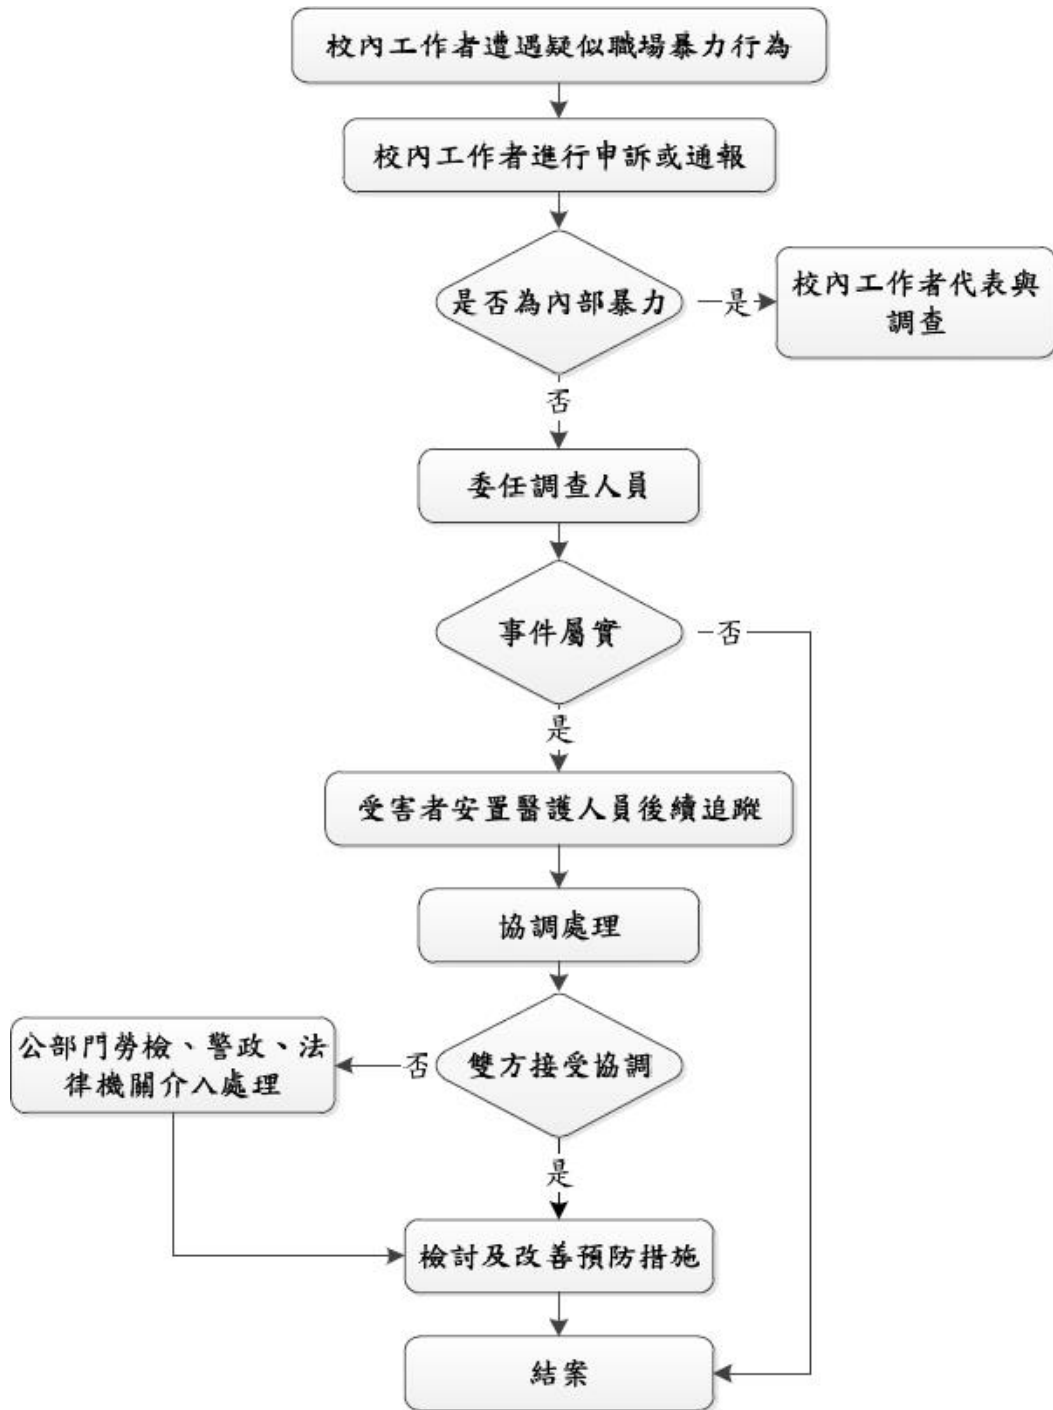 校內工作者遭遇疑似職場暴力行為
校內工作者進行申訴或通報
是否為內部暴力
是
校內工作者代表與
調查
否
委任調查人員
事件屬實
否
是
受害者安置醫護人員後續追蹤
協調處理
雙方接受協調
否
公部門勞檢、警政、法
律機關介入處理
是
檢討及改善預防措施
結案